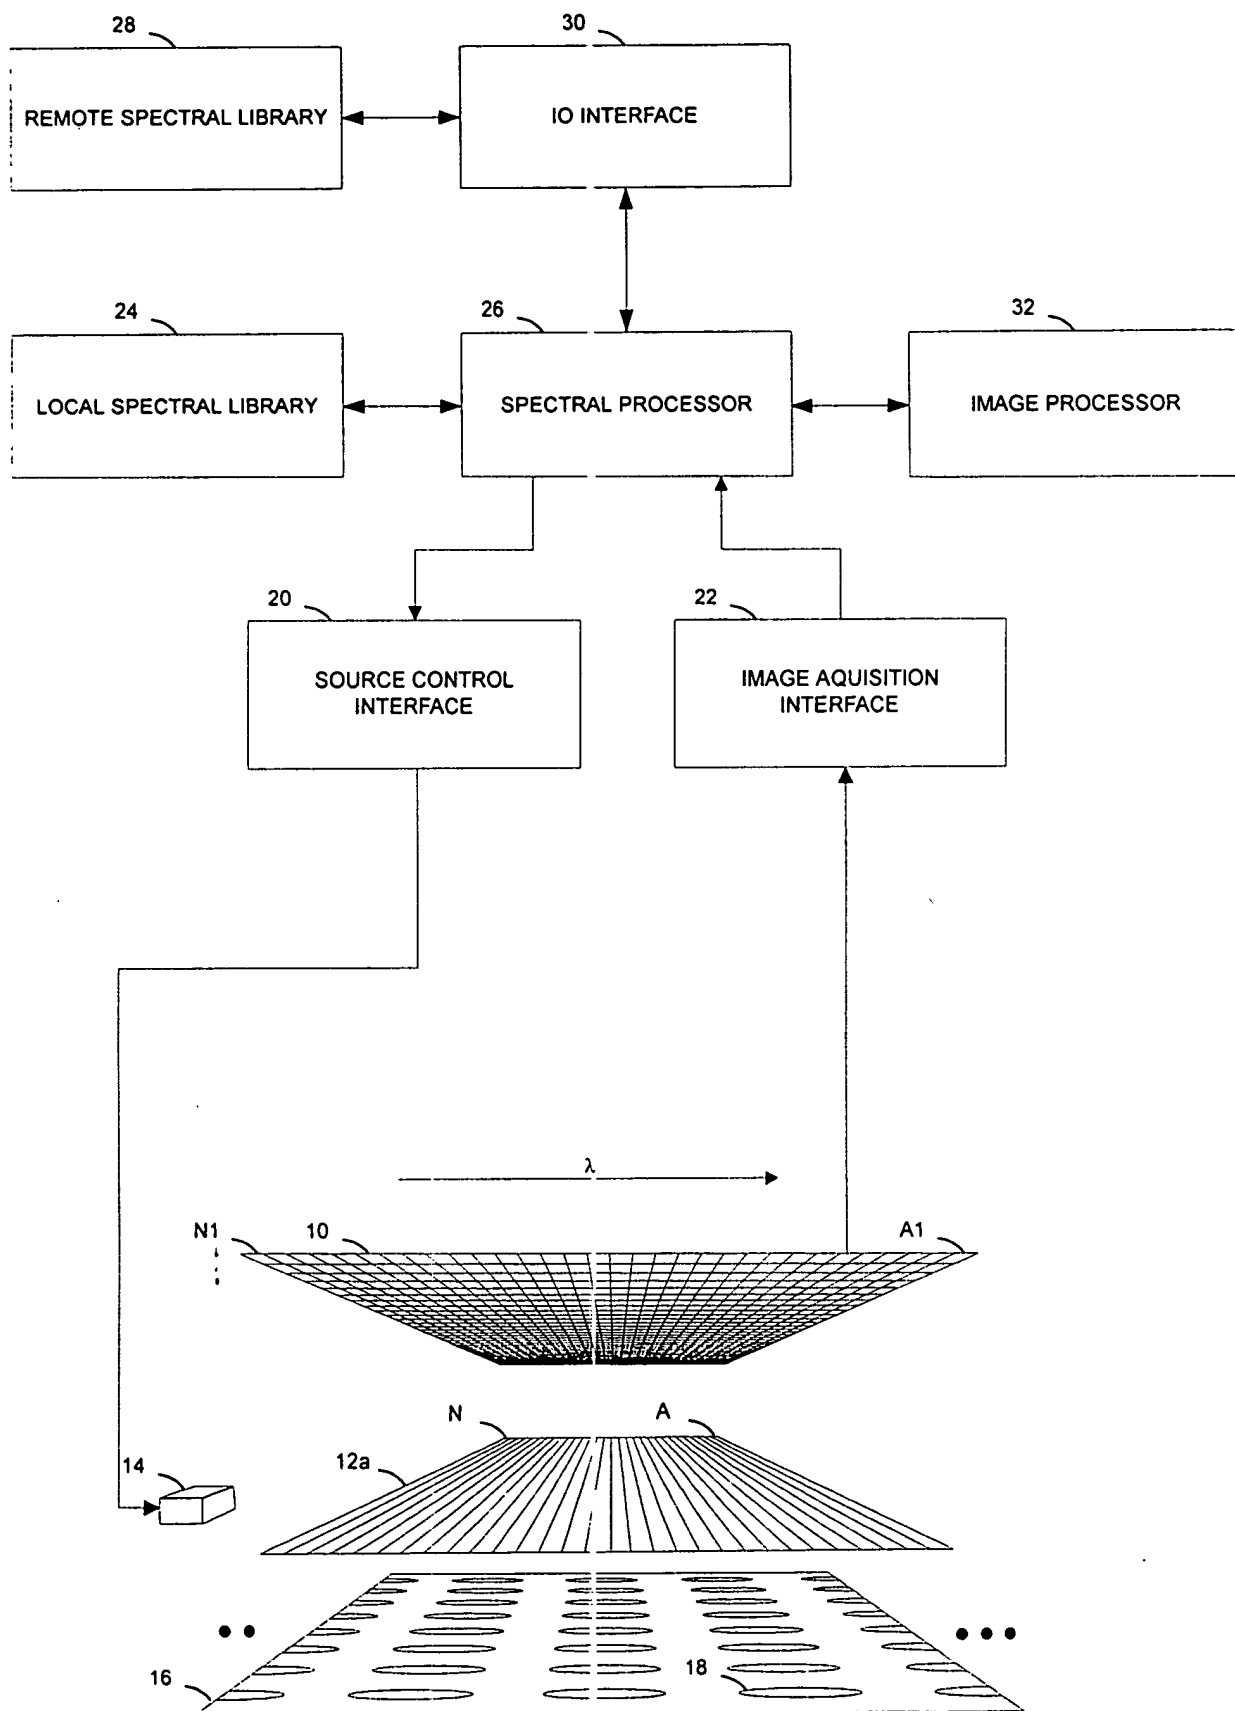 28
30
REMOTE SPECTRAL LIBRARY
IO INTERFACE
24
26
32
LOCAL SPECTRAL LIBRARY
SPECTRAL PROCESSOR
IMAGE PROCESSOR
20
22
SOURCE CONTROL
INTERFACE
IMAGE AQUISITION
INTERFACE
λ
N1
10
A1
N
A
12a
14
16
18